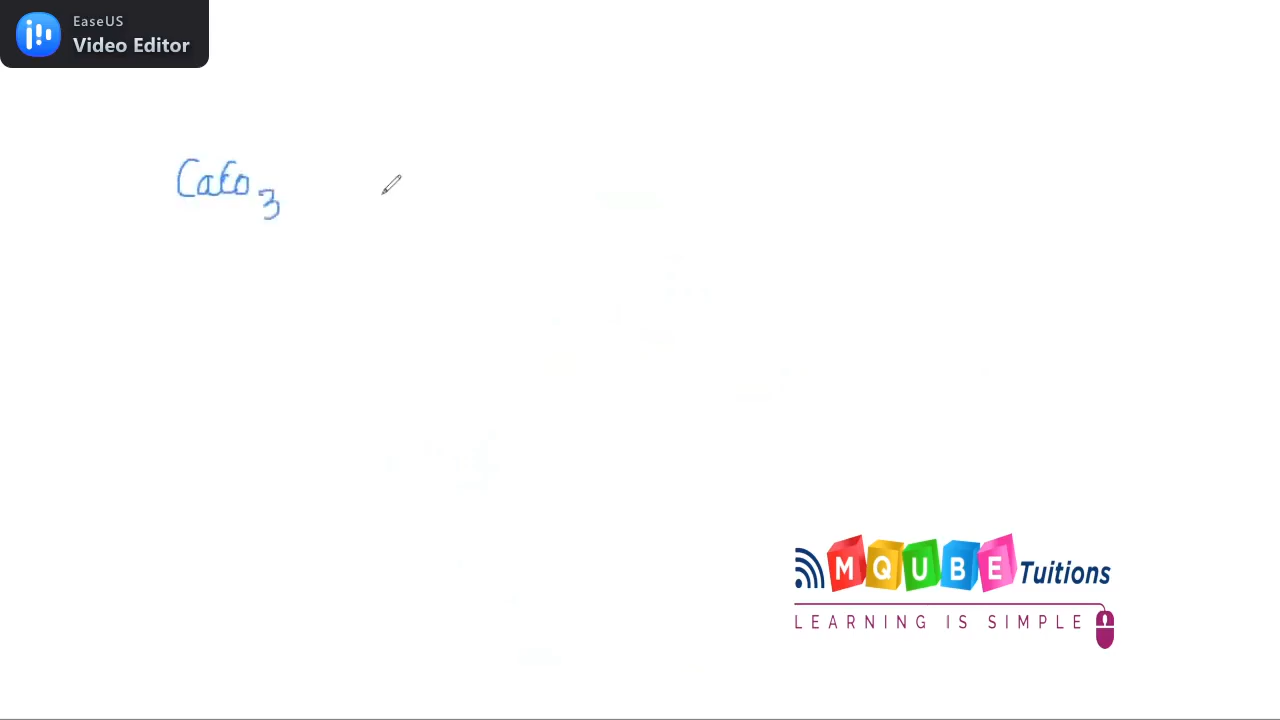 EaseUS
Video Editor
CaCo3
MQUBE Tuitions
LEARNING IS SIMPLE